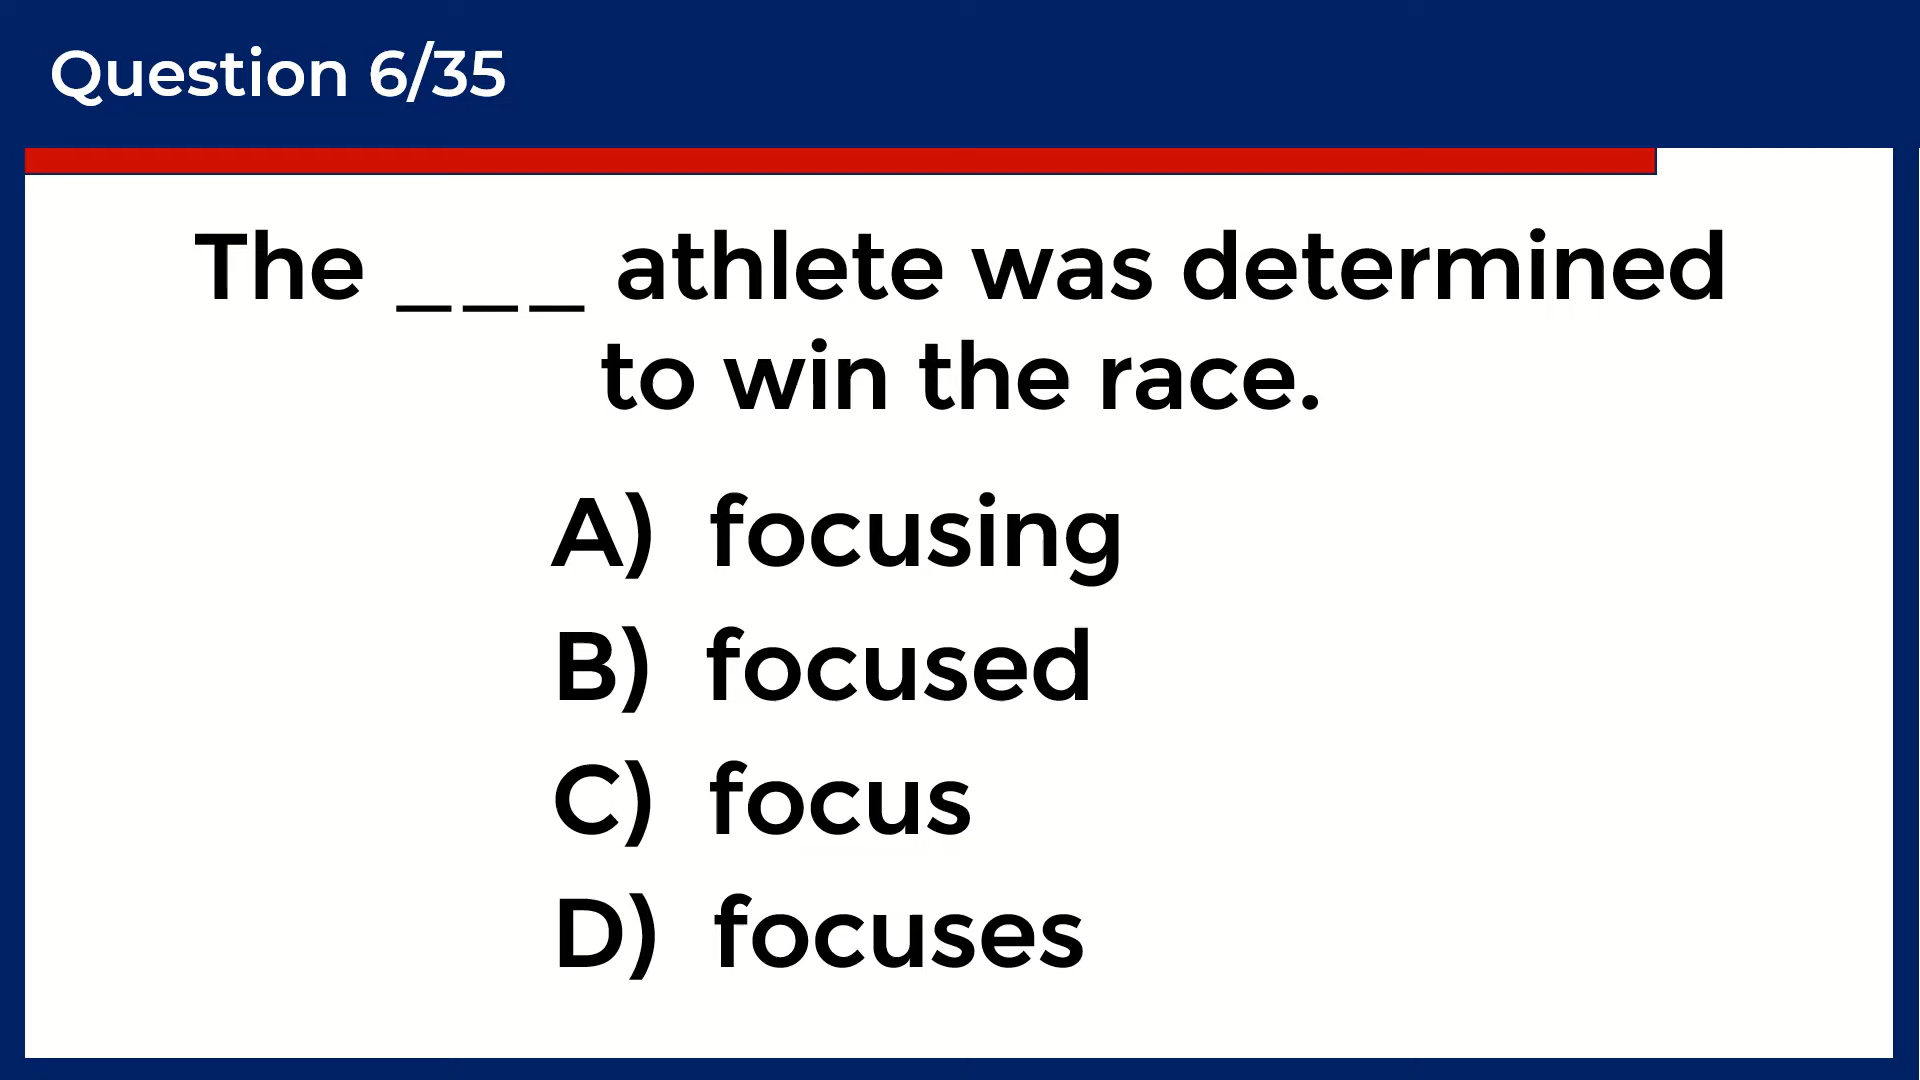 Question 6/35
The ___ athlete was determined
to win the race.
A) focusing
B) focused
C) focus
D) focuses